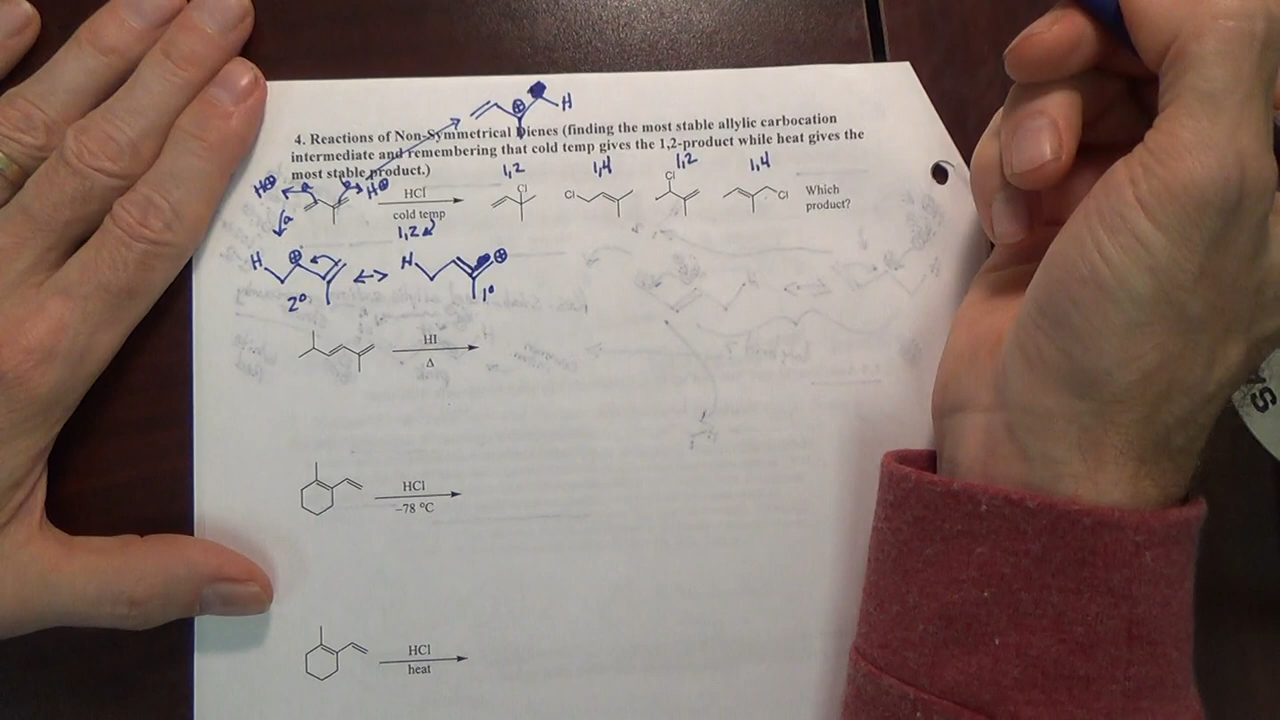 H
4. Reactions of Non-Symmetrical Dienes (finding the most stable allylic carbocation
intermediate and remembering that cold temp gives the 1,2-product while heat gives the
most stable product.)
1,2 1,4 1,2 1,4
H⊕ a b H⊕ HCl Cl Cl Cl Cl Which
cold temp product?
a 1,2
H ⊕ H ⊕
2° 1°
HI
Δ
HCl
–78 °C
HCl
heat